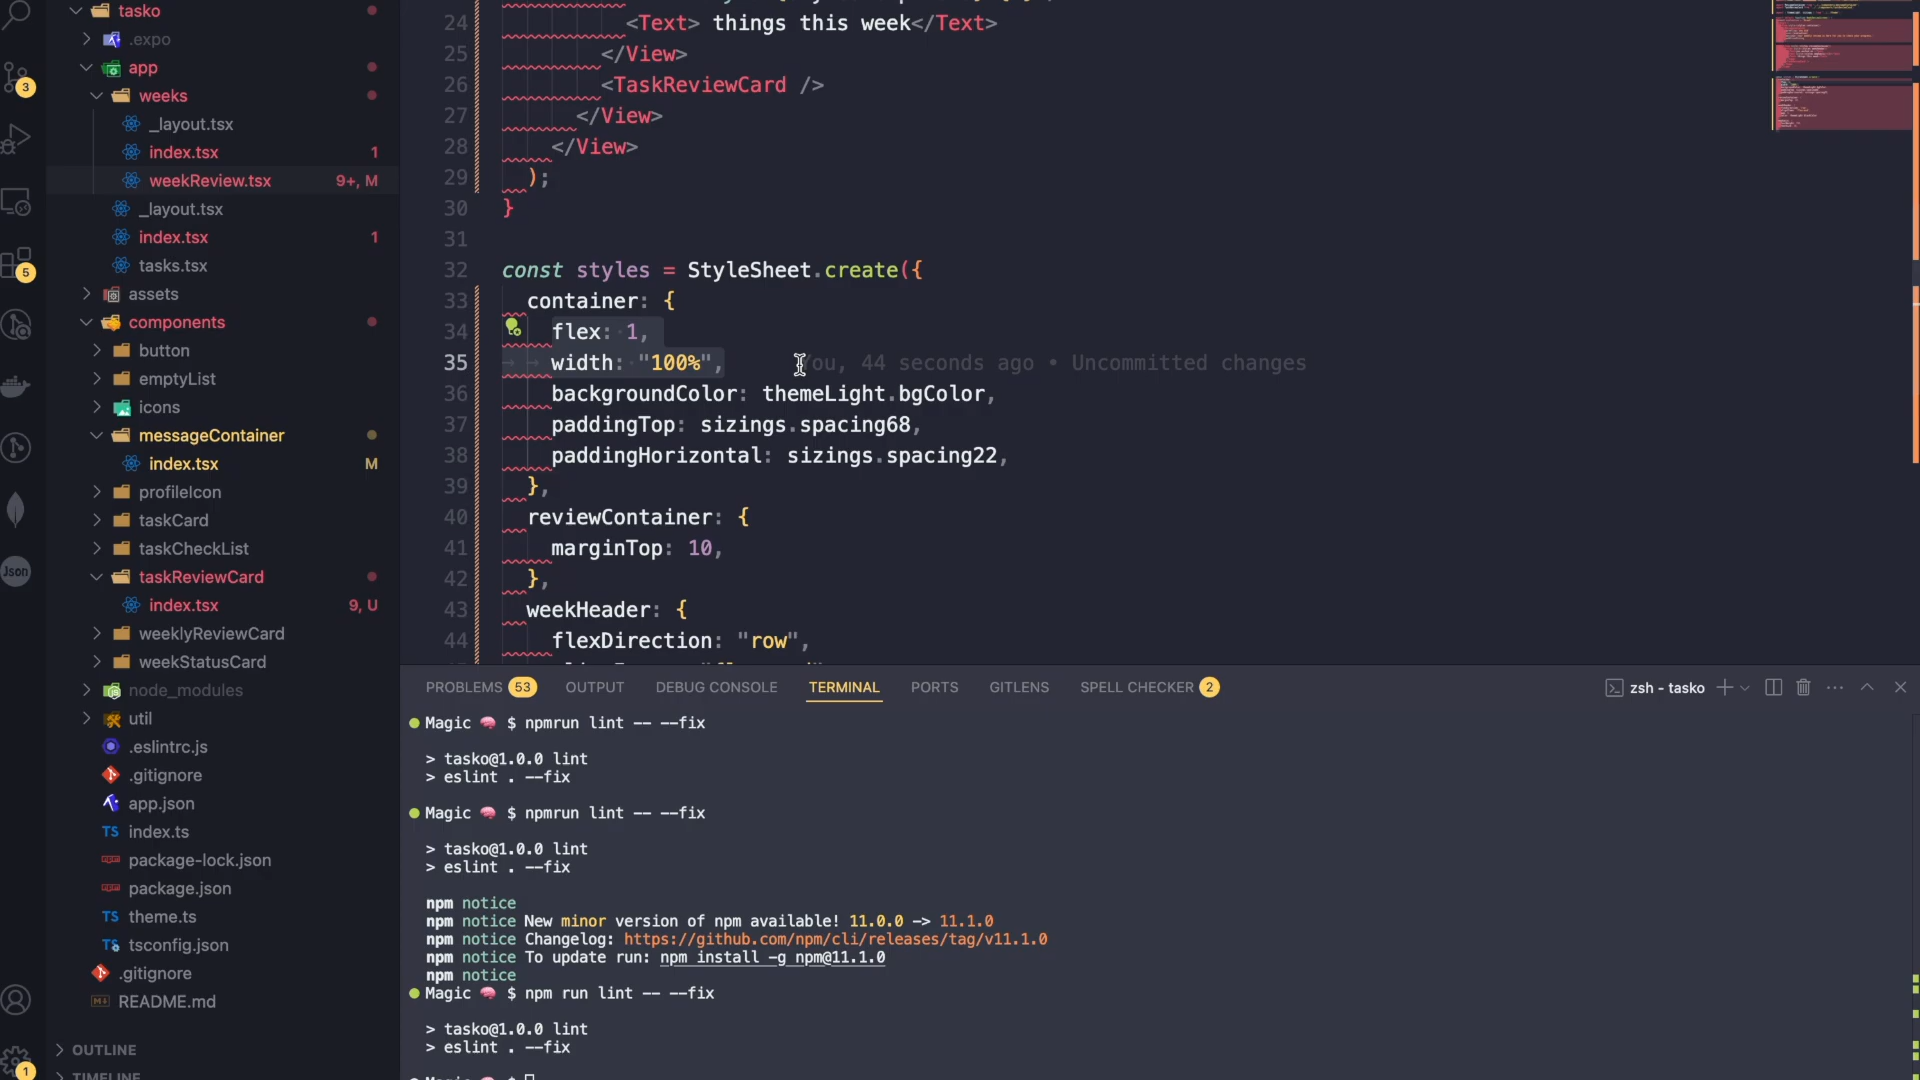 tasko
.expo
app
weeks
_layout.tsx
index.tsx 1
weekReview.tsx 9+, M
_layout.tsx
index.tsx 1
tasks.tsx
assets
components
button
emptyList
icons
messageContainer
index.tsx M
profileIcon
taskCard
taskCheckList
taskReviewCard
index.tsx 9, U
weeklyReviewCard
weekStatusCard
node_modules
util
.eslintrc.js
.gitignore
app.json
TS index.ts
package-lock.json
package.json
TS theme.ts
TS tsconfig.json
.gitignore
README.md
OUTLINE
TIMELINE
3
5
Json
1
24 <Text> things this week</Text>
25 </View>
26 <TaskReviewCard />
27 </View>
28 </View>
29 );
30 }
31
32 const styles = StyleSheet.create({
33 container: {
34 flex: 1,
35 width: "100%", You, 44 seconds ago • Uncommitted changes
36 backgroundColor: themeLight.bgColor,
37 paddingTop: sizings.spacing68,
38 paddingHorizontal: sizings.spacing22,
39 },
40 reviewContainer: {
41 marginTop: 10,
42 },
43 weekHeader: {
44 flexDirection: "row",
PROBLEMS 53 OUTPUT DEBUG CONSOLE TERMINAL PORTS GITLENS SPELL CHECKER 2 zsh - tasko
Magic 🧠 $ npmrun lint -- --fix
> tasko@1.0.0 lint
> eslint . --fix
Magic 🧠 $ npmrun lint -- --fix
> tasko@1.0.0 lint
> eslint . --fix
npm notice
npm notice New minor version of npm available! 11.0.0 -> 11.1.0
npm notice Changelog: https://github.com/npm/cli/releases/tag/v11.1.0
npm notice To update run: npm install -g npm@11.1.0
npm notice
Magic 🧠 $ npm run lint -- --fix
> tasko@1.0.0 lint
> eslint . --fix
Magic 🧠 $